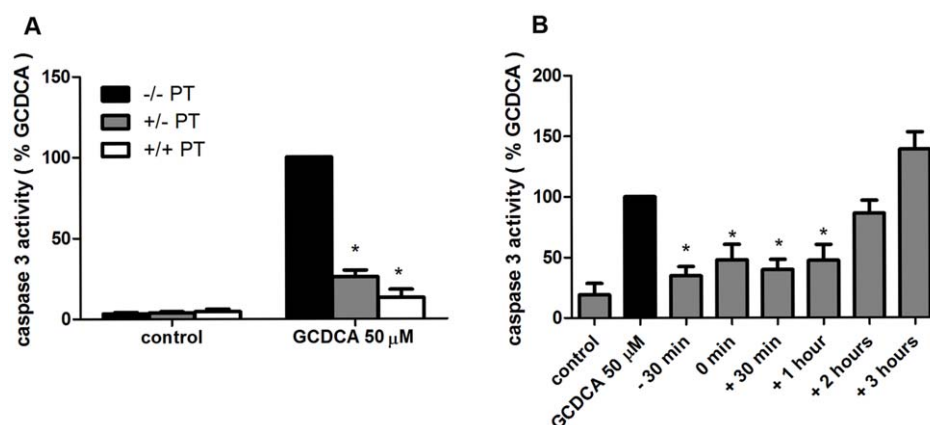 A
caspase 3 activity ( % GCDCA)
150
100
50
0
-/- PT
+/- PT
+/+ PT
* *
control
GCDCA 50 μM
B
caspase 3 activity ( % GCDCA)
200
150
100
50
0
* * * *
control
GCDCA 50 μM
- 30 min
0 min
+ 30 min
+ 1 hour
+ 2 hours
+ 3 hours